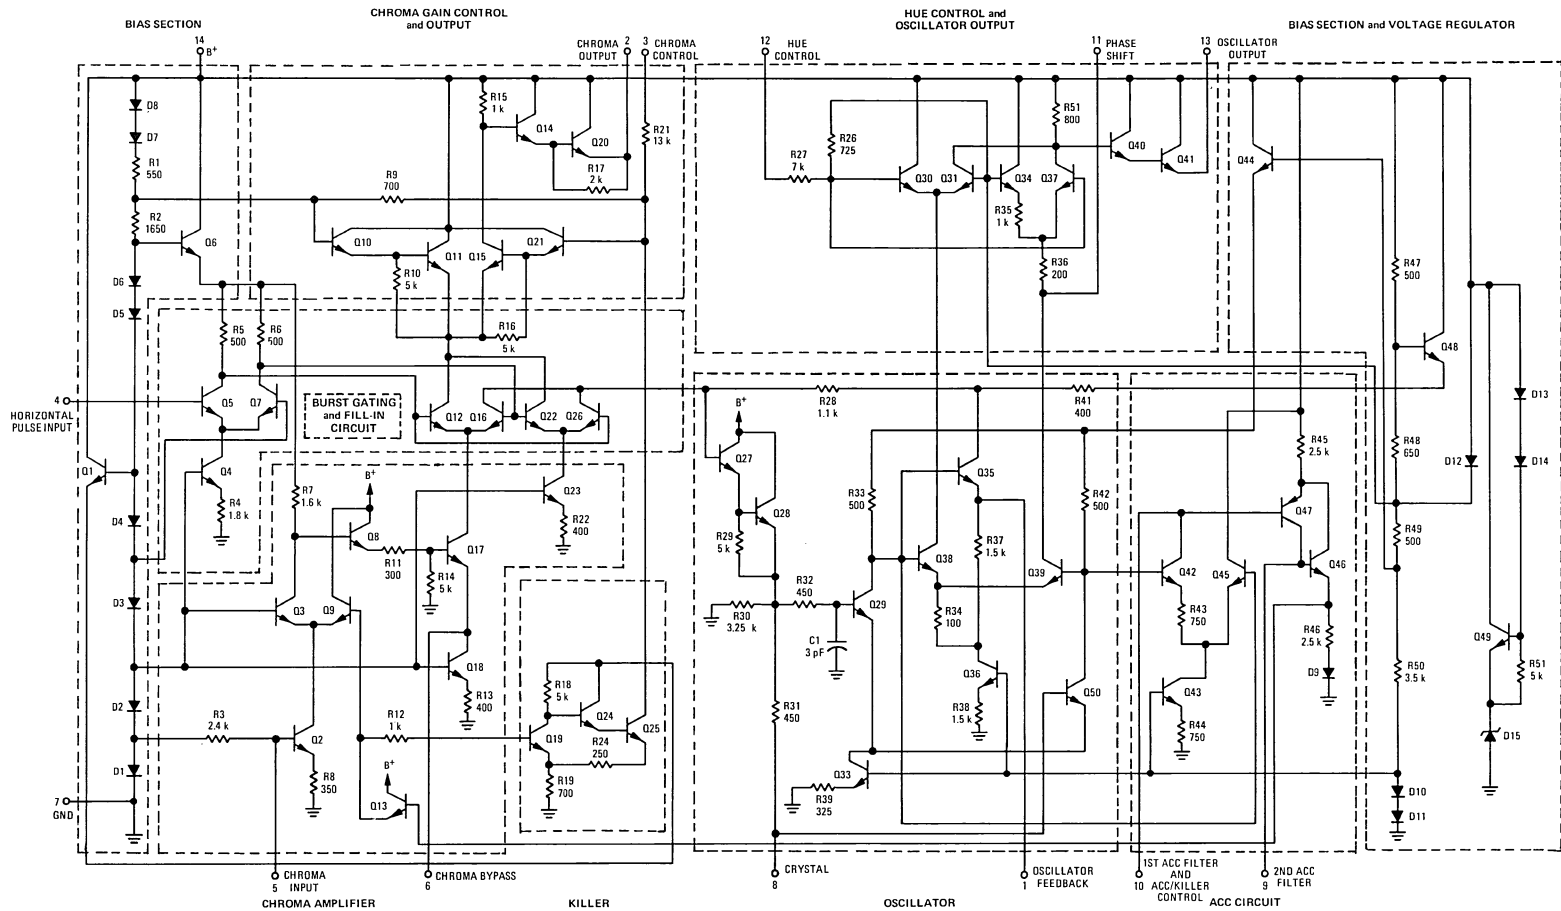 BIAS SECTION
CHROMA GAIN CONTROL
and OUTPUT
HUE CONTROL and
OSCILLATOR OUTPUT
BIAS SECTION and VOLTAGE REGULATOR
14
B+
2
CHROMA
OUTPUT
3
CHROMA
CONTROL
12
HUE
CONTROL
11
PHASE
SHIFT
13
OSCILLATOR
OUTPUT
D8
D7
R1
550
R2
1650
D6
D5
Q6
R9
700
R15
1 k
Q14
Q20
R17
2 k
R21
13 k
Q10
Q11
Q15
Q21
R10
5 k
R16
5 k
R27
7 k
R26
725
Q30
Q31
Q34
Q37
R35
1 k
R36
200
R51
800
Q40
Q41
Q44
R47
500
Q48
R5
500
R6
500
4
HORIZONTAL
PULSE INPUT
Q5
Q7
BURST GATING
and FILL-IN
CIRCUIT
Q12
Q16
Q22
Q26
R28
1.1 k
R41
400
D13
Q1
Q4
R4
1.8 k
R7
1.6 k
B+
Q8
R11
300
R14
5 k
Q17
Q23
R22
400
B+
Q27
Q28
R29
5 k
R33
500
Q35
R42
500
R45
2.5 k
R48
650
D12
D14
D4
D3
Q3
Q9
Q18
R13
400
R30
3.25 k
R32
450
C1
3 pF
Q29
Q38
R34
100
R37
1.5 k
Q39
Q42
R43
750
Q45
Q47
Q46
R49
500
R46
2.5 k
D9
Q49
R51
5 k
R50
3.5 k
D2
R3
2.4 k
Q2
R8
350
R12
1 k
B+
Q13
R18
5 k
Q24
Q25
Q19
R24
250
R19
700
R31
450
Q36
R38
1.5 k
Q50
Q43
R44
750
D15
D1
7
GND
Q33
R39
325
D10
D11
5
CHROMA
INPUT
6
CHROMA BYPASS
8
CRYSTAL
1
OSCILLATOR
FEEDBACK
10
1ST ACC FILTER
AND
ACC/KILLER
CONTROL
9
2ND ACC
FILTER
CHROMA AMPLIFIER
KILLER
OSCILLATOR
ACC CIRCUIT